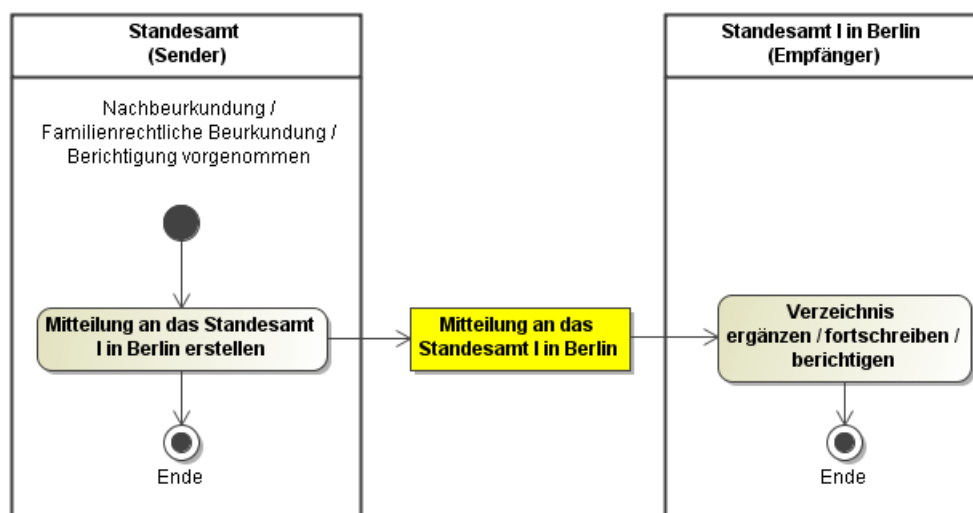 Standesamt
(Sender)
Standesamt I in Berlin
(Empfänger)
Nachbeurkundung /
Familienrechtliche Beurkundung /
Berichtigung vorgenommen
Mitteilung an das Standesamt
I in Berlin erstellen
Mitteilung an das
Standesamt I in Berlin
Verzeichnis
ergänzen / fortschreiben /
berichtigen
Ende
Ende